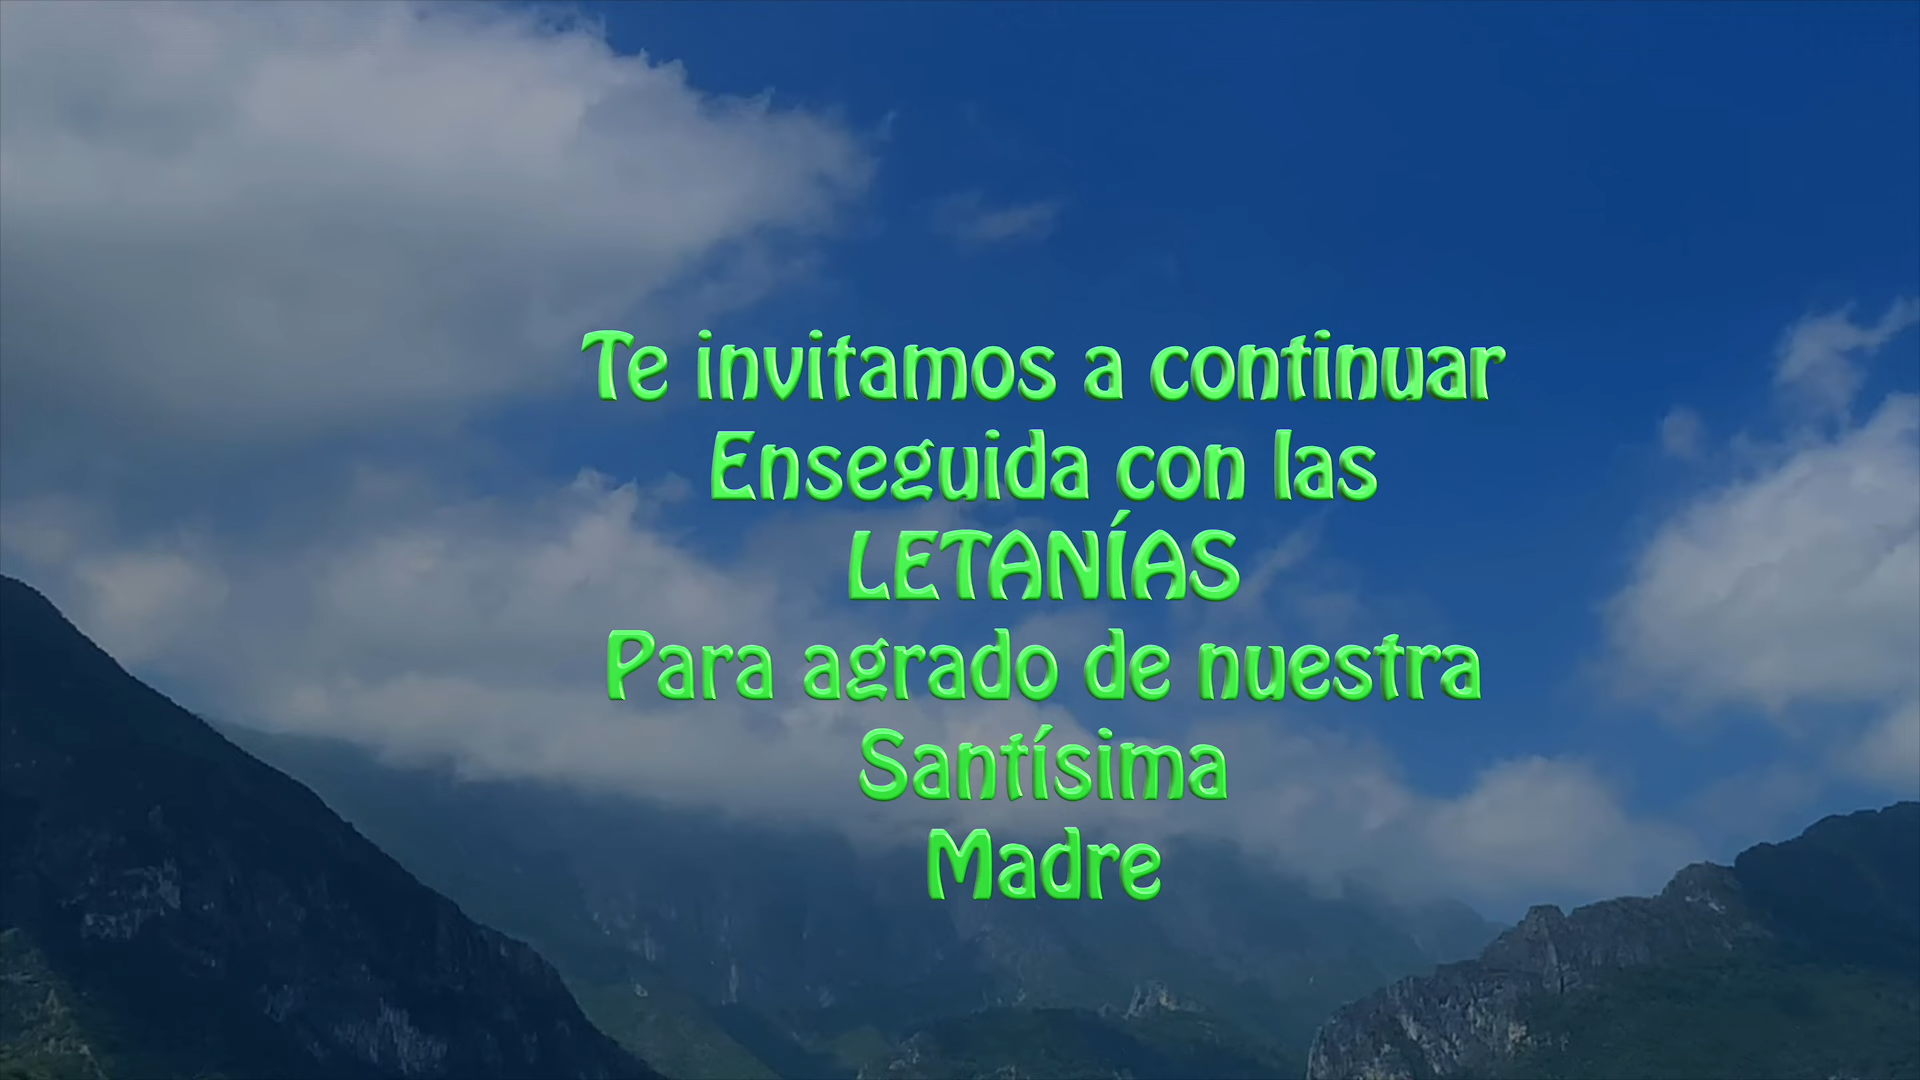 Te invitamos a continuar
Enseguida con las
LETANÍAS
Para agrado de nuestra
Santísima
Madre